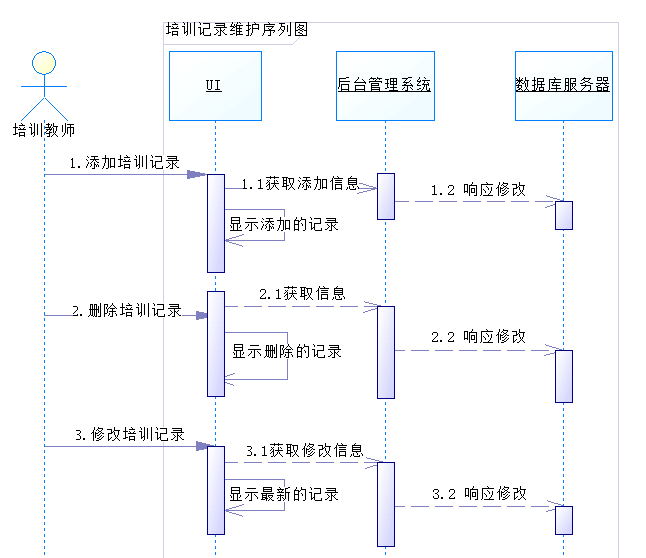 培训记录维护序列图
UI
后台管理系统
数据库服务器
培训教师
1.添加培训记录
1.1获取添加信息
1.2 响应修改
显示添加的记录
2.删除培训记录
2.1获取信息
2.2 响应修改
显示删除的记录
3.修改培训记录
3.1获取修改信息
显示最新的记录
3.2 响应修改